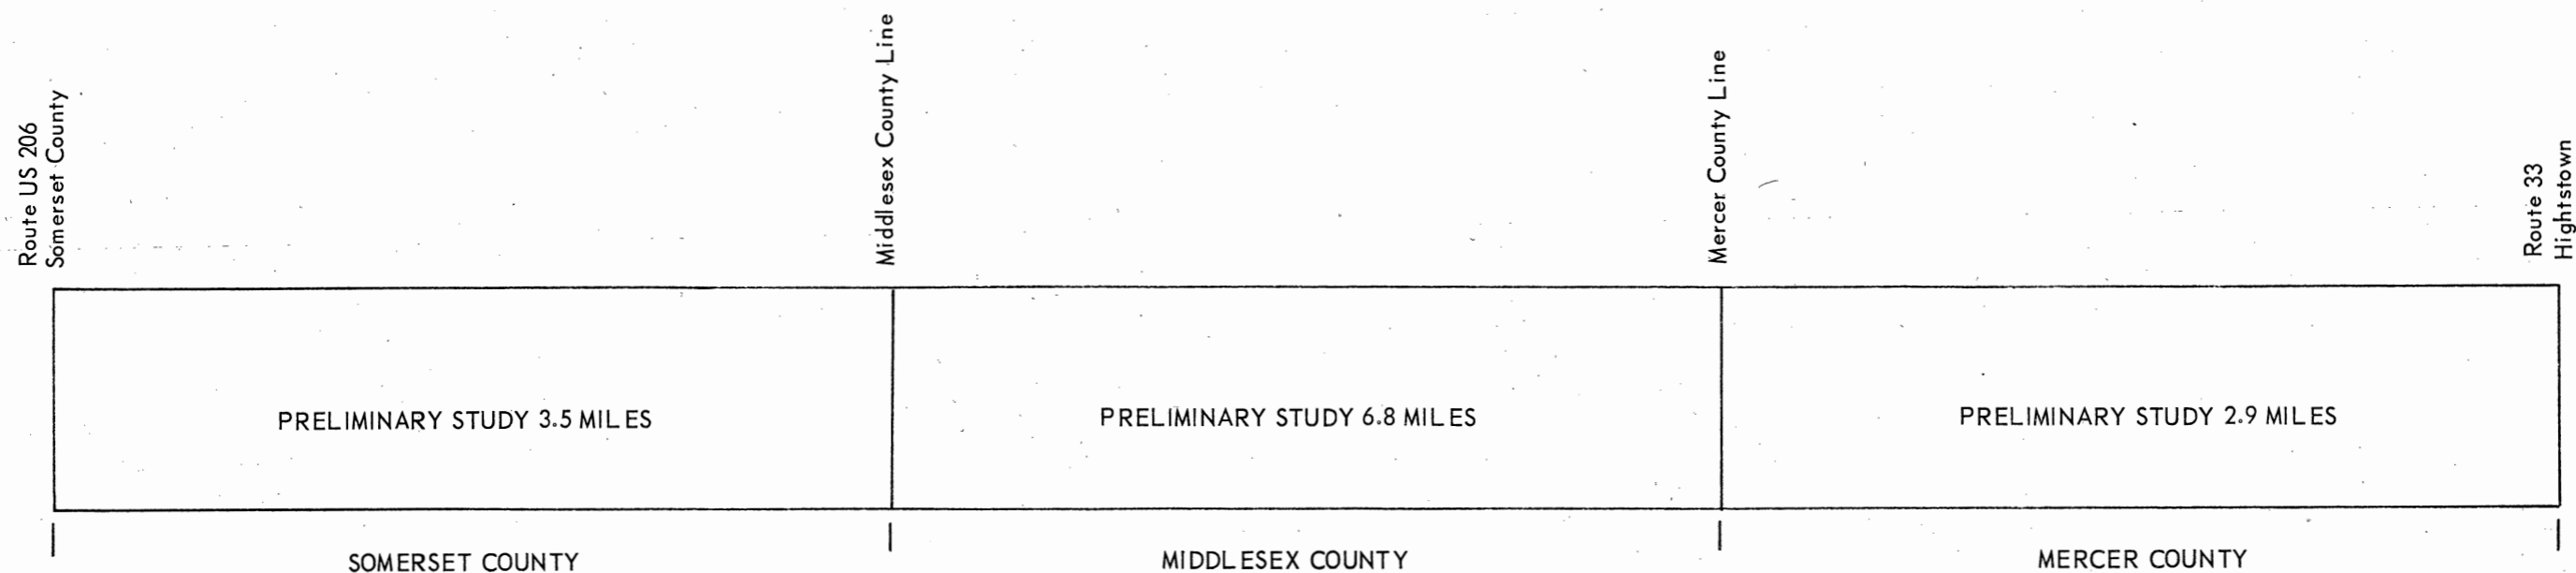 Route US 206
Somerset County
Middlesex County Line
Mercer County Line
Route 33
Hightstown
PRELIMINARY STUDY 3.5 MILES
PRELIMINARY STUDY 6.8 MILES
PRELIMINARY STUDY 2.9 MILES
SOMERSET COUNTY
MIDDLESEX COUNTY
MERCER COUNTY